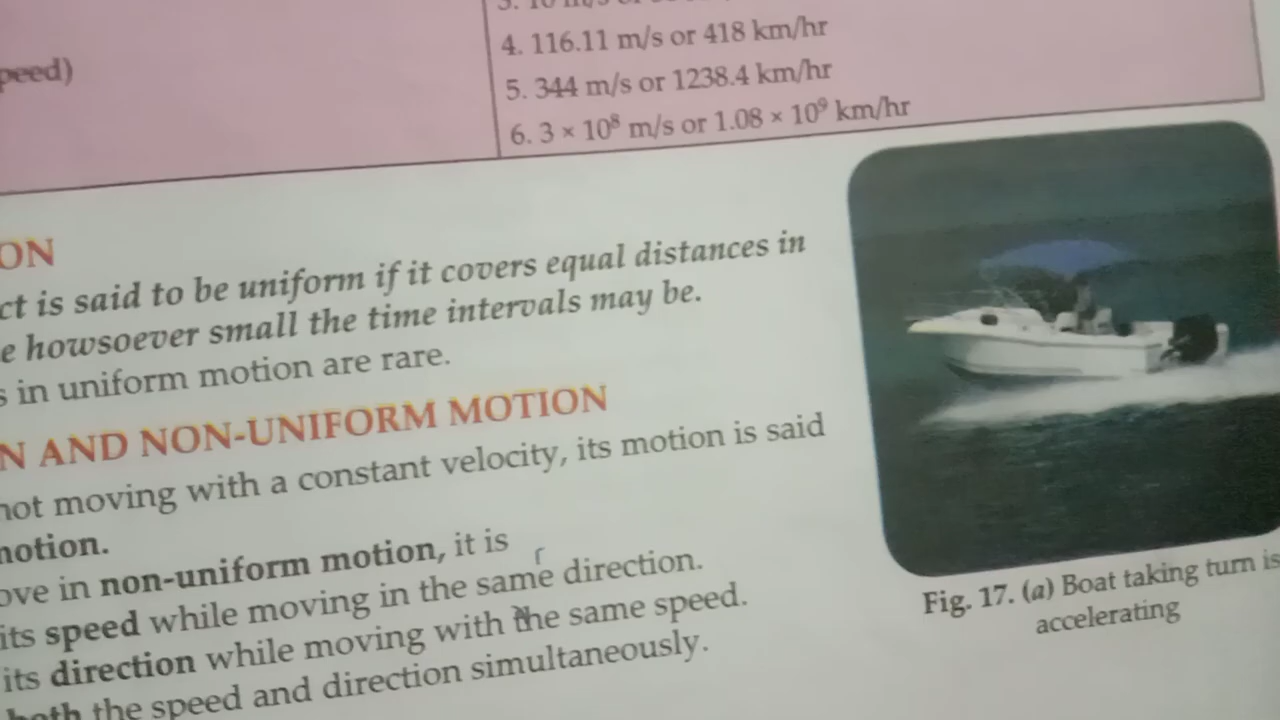 peed)
4. 116.11 m/s or 418 km/hr
5. 344 m/s or 1238.4 km/hr
6. 3 × 10⁸ m/s or 1.08 × 10⁹ km/hr
ON
ct is said to be uniform if it covers equal distances in
e howsoever small the time intervals may be.
s in uniform motion are rare.
N AND NON-UNIFORM MOTION
not moving with a constant velocity, its motion is said
motion.
ove in non-uniform motion, it is
its speed while moving in the same direction.
its direction while moving with the same speed.
both the speed and direction simultaneously.
Fig. 17. (a) Boat taking turn is
accelerating